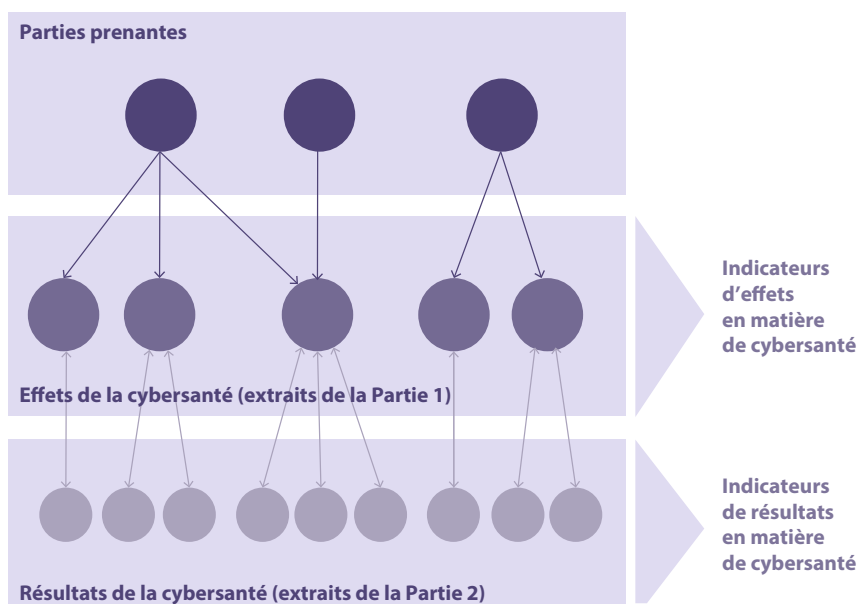 Parties prenantes
Indicateurs
d’effets
en matière
de cybersanté
Effets de la cybersanté (extraits de la Partie 1)
Indicateurs
de résultats
en matière
de cybersanté
Résultats de la cybersanté (extraits de la Partie 2)